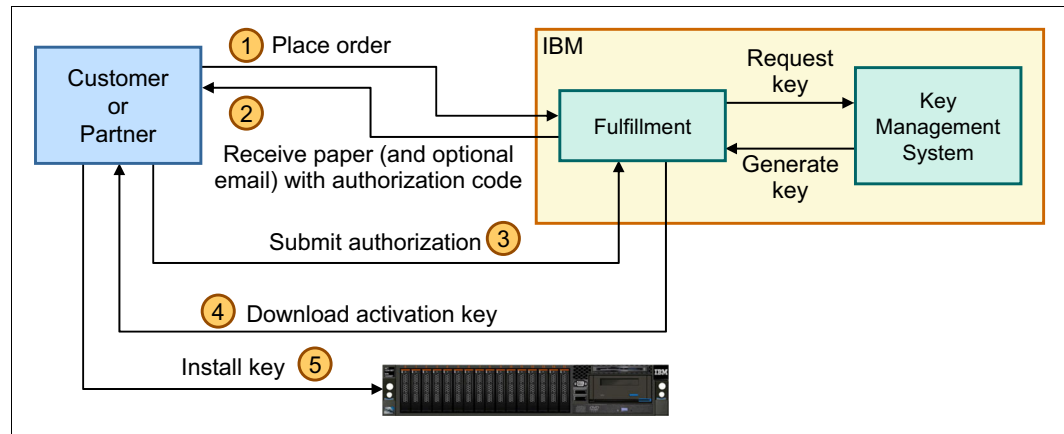 1 Place order
IBM
Customer
or
Partner
2
Request
key
Fulfillment
Key
Management
System
Generate
key
Receive paper (and optional
email) with authorization code
Submit authorization 3
4 Download activation key
Install key 5
IBM